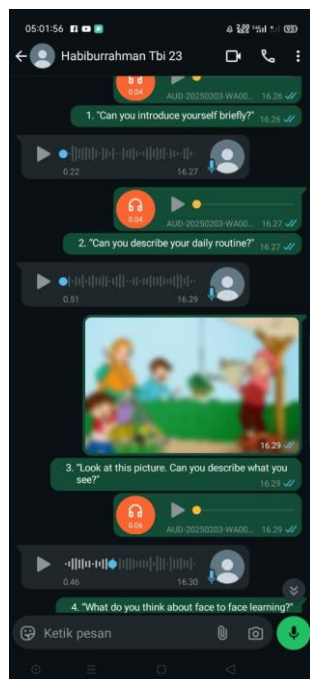 05:01:56
Habiburrahman Tbi 23
0.04 AUD-20250203-WA00... 16.26
1. "Can you introduce yourself briefly?" 16.26
0.22 16.27
0.04 AUD-20250203-WA00... 16.27
2. "Can you describe your daily routine?" 16.27
0.51 16.29
16.29
3. "Look at this picture. Can you describe what you
see?" 16.29
0.06 AUD-20250203-WA00... 16.29
0.46 16.30
4. "What do you think about face to face learning?"
Ketik pesan